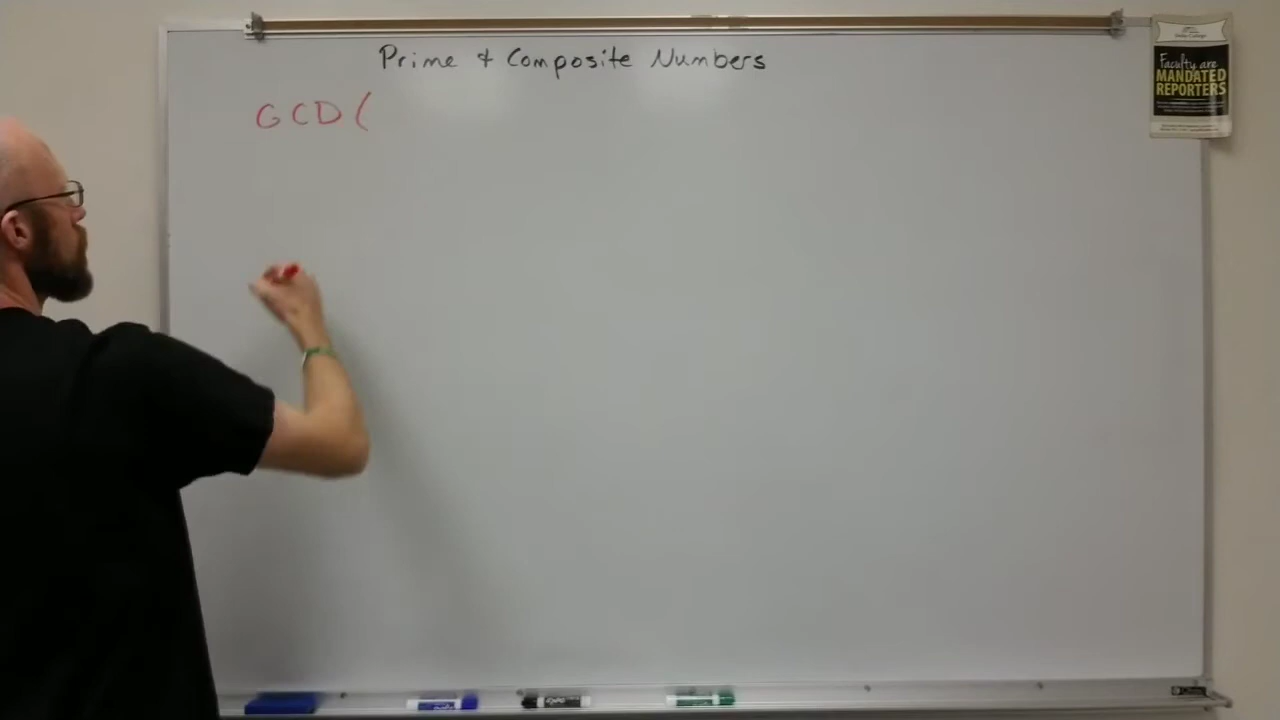 Prime & Composite Numbers
GCD(
Faculty are
MANDATED
REPORTERS